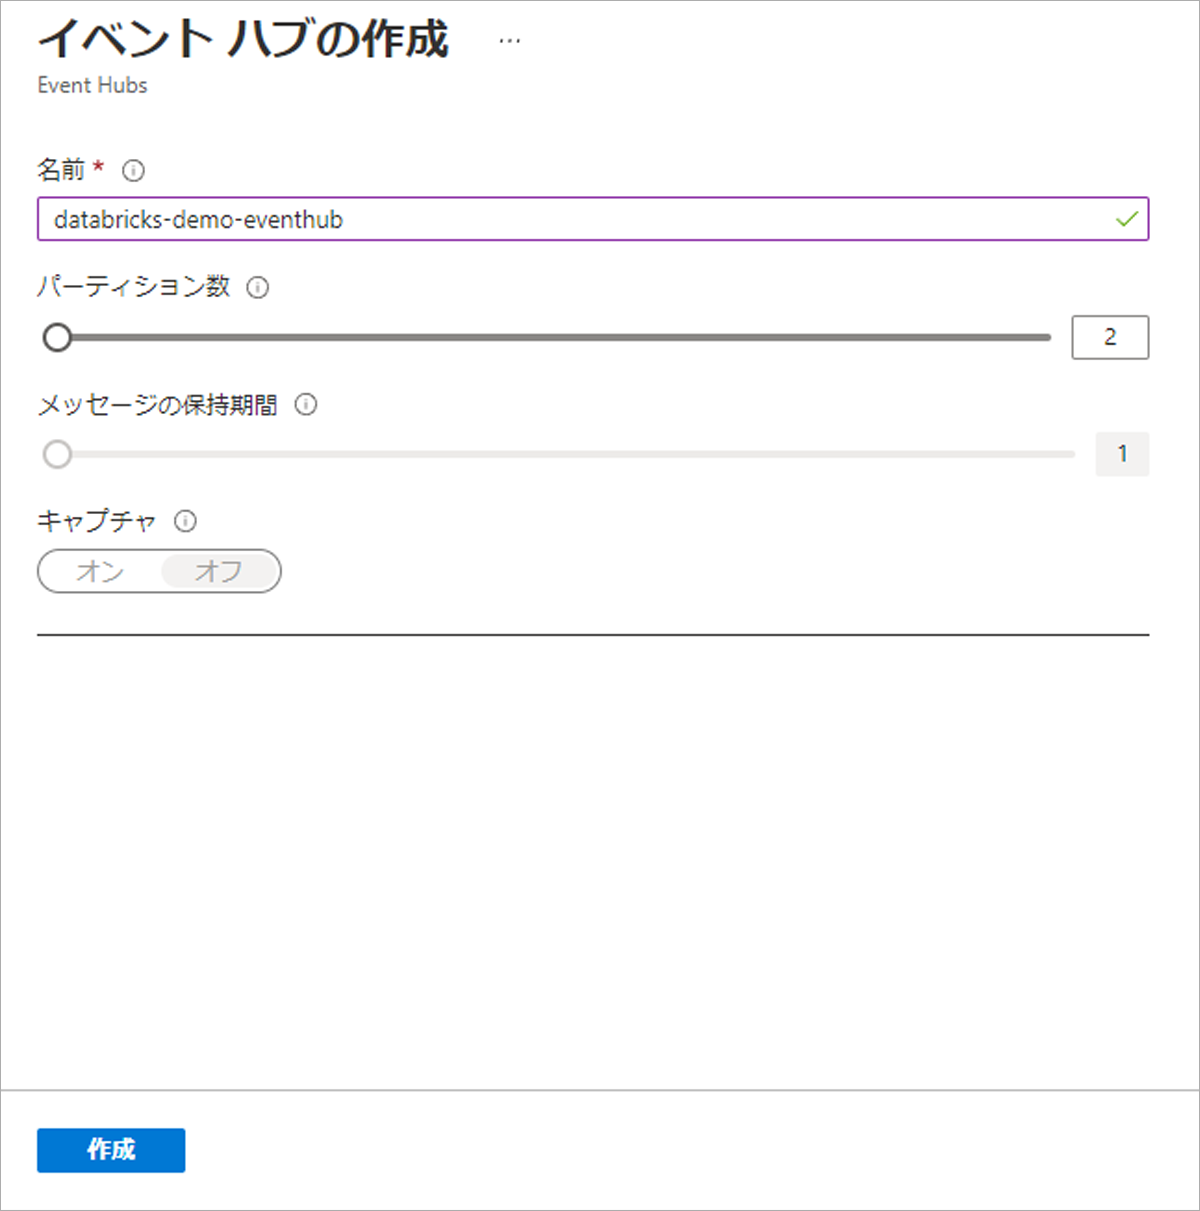 イベント ハブの作成 …
Event Hubs
名前 *
databricks-demo-eventhub
パーティション数
2
メッセージの保持期間
1
キャプチャ
オン オフ
作成